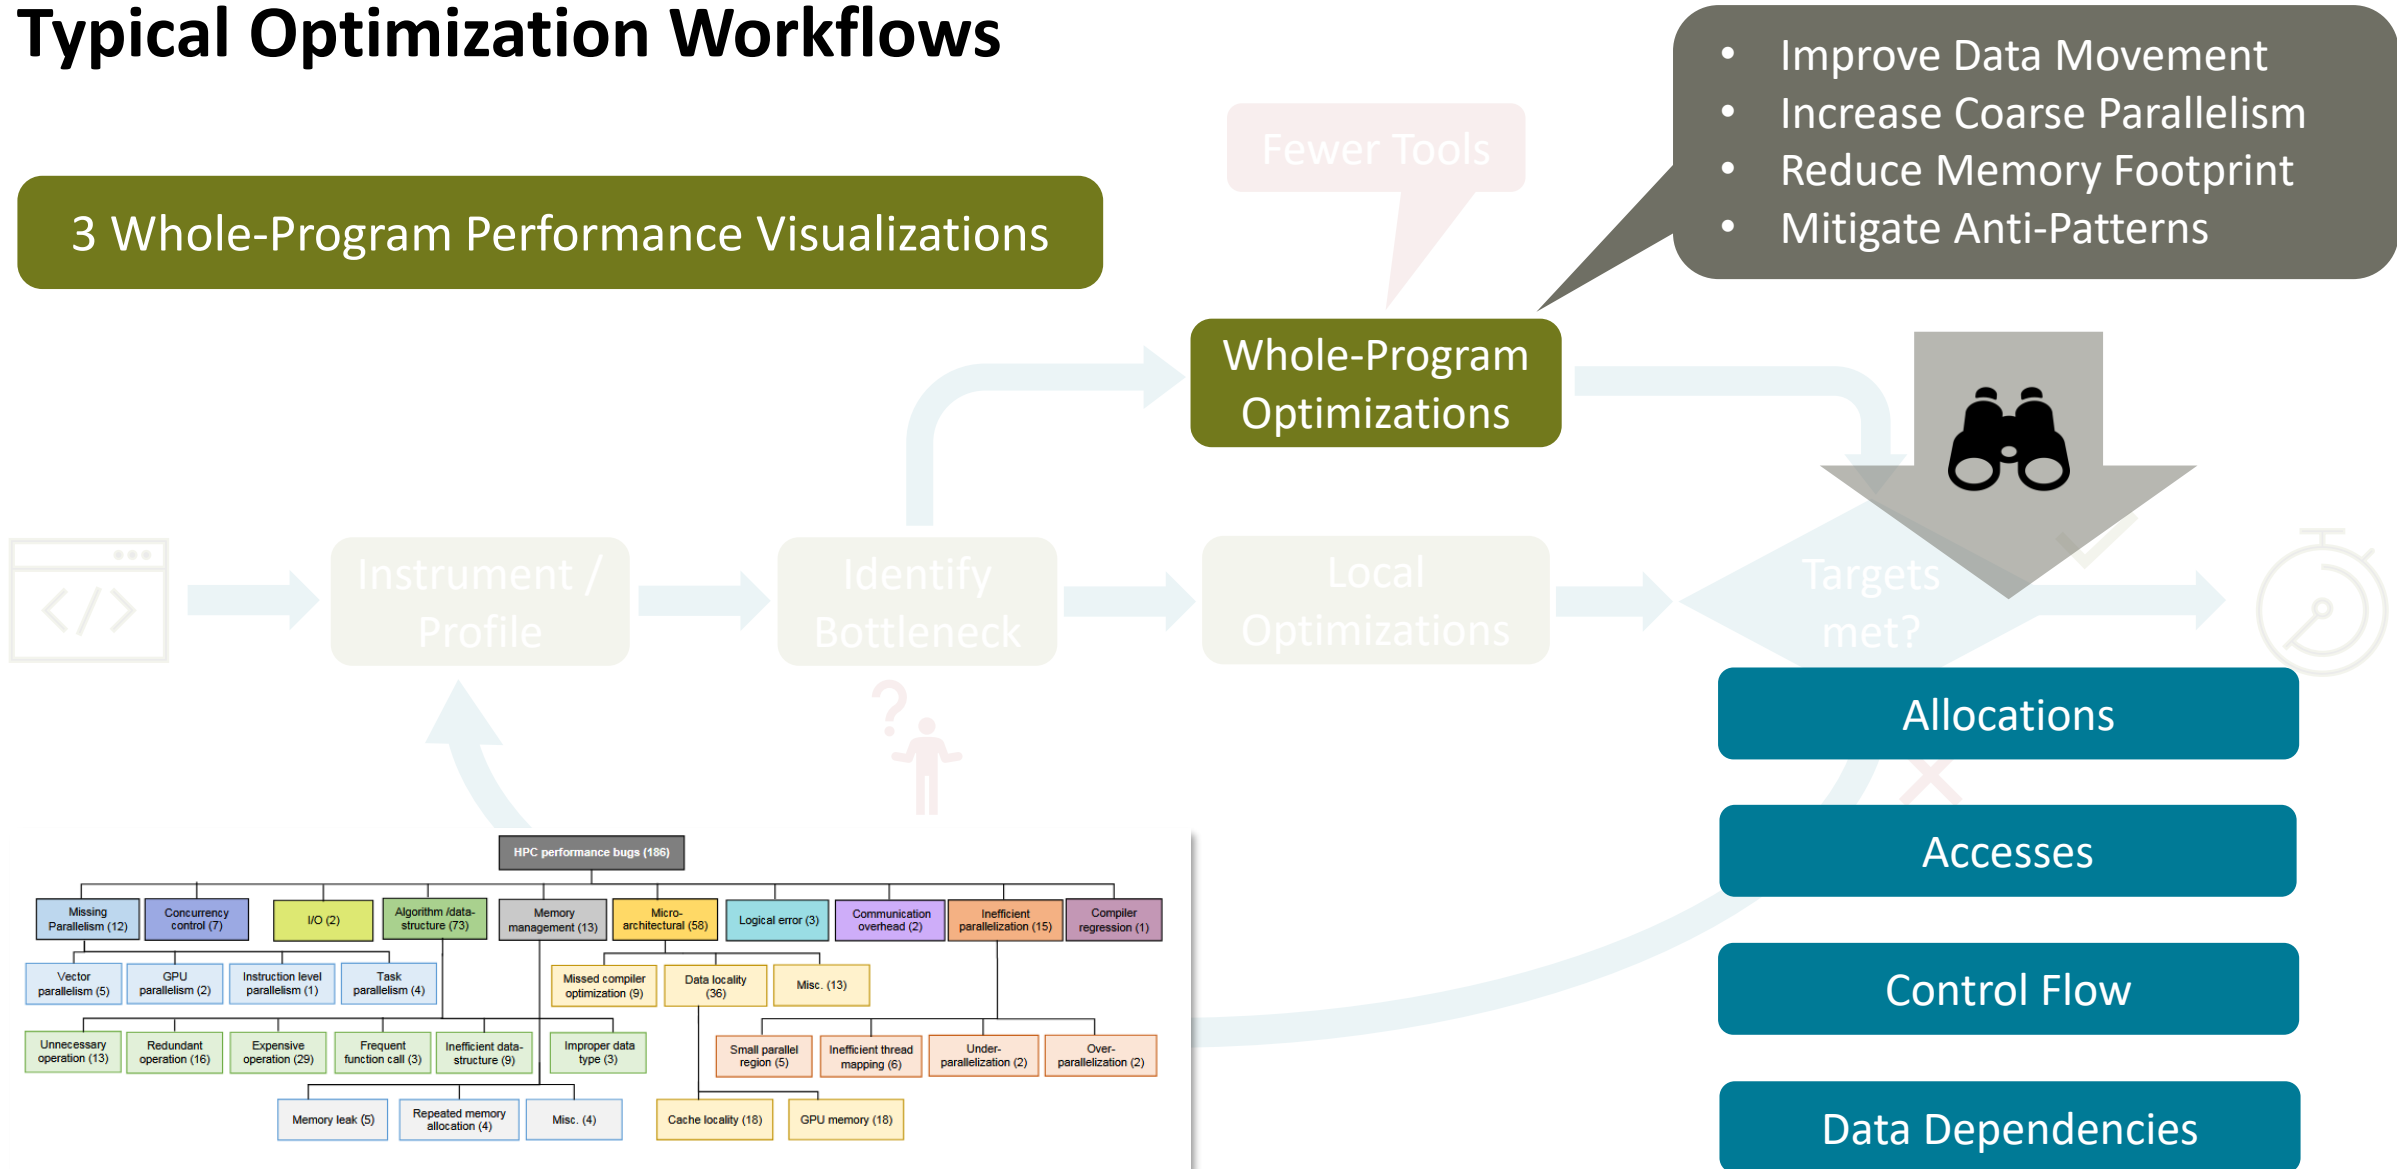 Typical Optimization Workflows
• Improve Data Movement
• Increase Coarse Parallelism
• Reduce Memory Footprint
• Mitigate Anti-Patterns
Fewer Tools
3 Whole-Program Performance Visualizations
Whole-Program
Optimizations
</>
Instrument /
Profile
Identify
Bottleneck
Local
Optimizations
Targets
met?
?
Allocations
Accesses
Control Flow
Data Dependencies
HPC performance bugs (186)
Missing
Parallelism (12)
Concurrency
control (7)
I/O (2)
Algorithm /data-
structure (73)
Memory
management (13)
Micro-
architectural (58)
Logical error (3)
Communication
overhead (2)
Inefficient
parallelization (15)
Compiler
regression (1)
Vector
parallelism (5)
GPU
parallelism (2)
Instruction level
parallelism (1)
Task
parallelism (4)
Missed compiler
optimization (9)
Data locality
(36)
Misc. (13)
Unnecessary
operation (13)
Redundant
operation (16)
Expensive
operation (29)
Frequent
function call (3)
Inefficient data-
structure (9)
Improper data
type (3)
Small parallel
region (5)
Inefficient thread
mapping (6)
Under-
parallelization (2)
Over-
parallelization (2)
Memory leak (5)
Repeated memory
allocation (4)
Misc. (4)
Cache locality (18)
GPU memory (18)